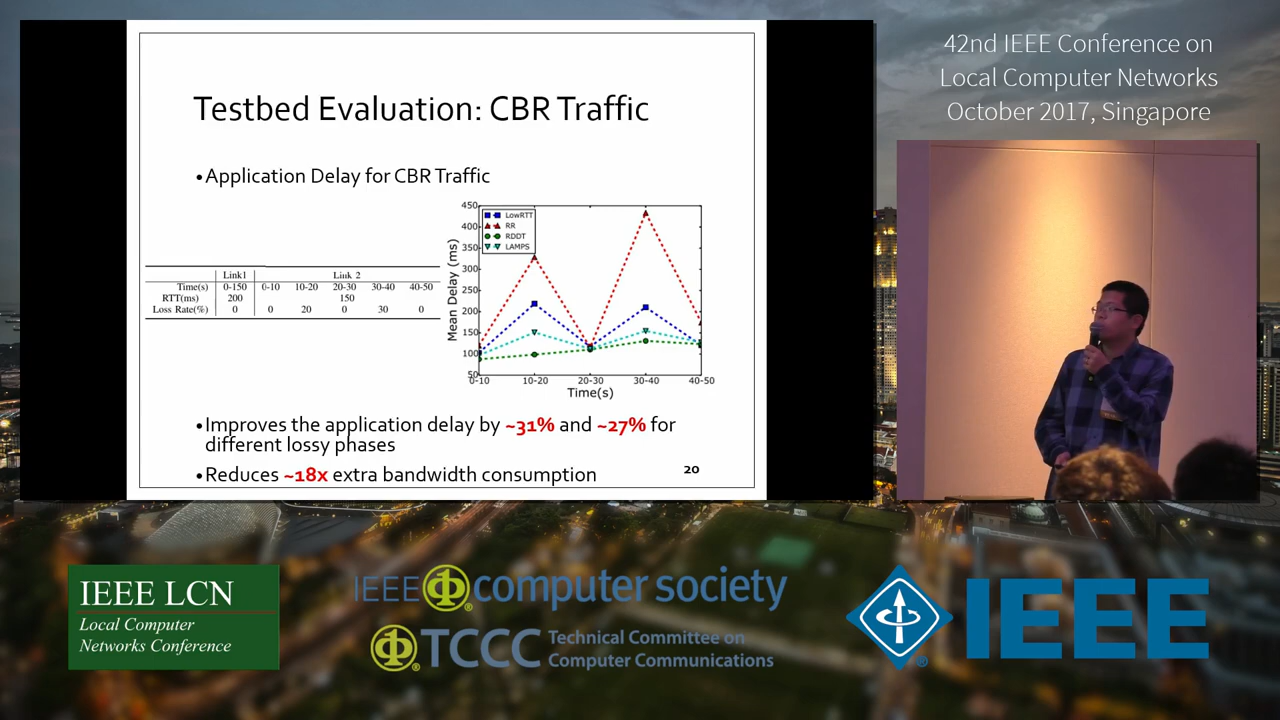 42nd IEEE Conference on
Local Computer Networks
October 2017, Singapore
Testbed Evaluation: CBR Traffic
•Application Delay for CBR Traffic
Link1 Link 2
Time(s) 0-150 0-10 10-20 20-30 30-40 40-50
RTT(ms) 200 150
Loss Rate(%) 0 0 20 0 30 0
450
400
350
300
250
200
150
100
50
Mean Delay (ms)
LowRTT
RR
RDDT
LAMPS
0-10 10-20 20-30 30-40 40-50
Time(s)
•Improves the application delay by ~31% and ~27% for
different lossy phases
•Reduces ~18x extra bandwidth consumption
20
IEEE LCN
Local Computer
Networks Conference
IEEE computer society
TCCC Technical Committee on
Computer Communications
IEEE